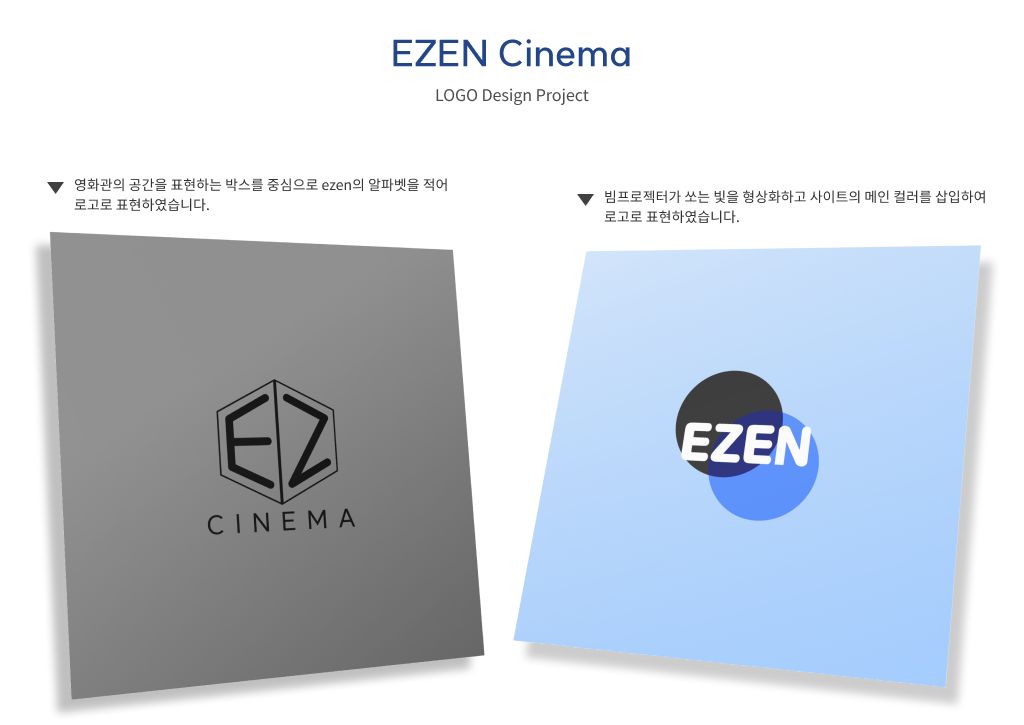 EZEN Cinema
LOGO Design Project
영화관의 공간을 표현하는 박스를 중심으로 ezen의 알파벳을 적어
로고로 표현하였습니다.
빔프로젝터가 쏘는 빛을 형상화하고 사이트의 메인 컬러를 삽입하여
로고로 표현하였습니다.
EZ
CINEMA
EZEN